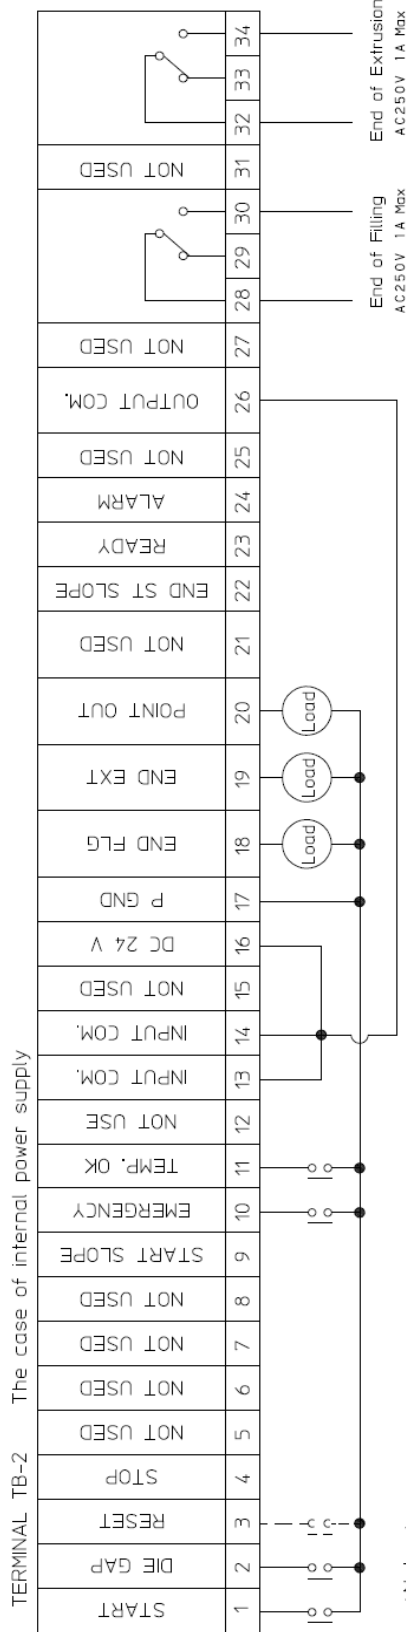 TERMINAL TB-2 The case of internal power supply
START 1
DIE GAP 2
RESET 3
STOP 4
NOT USED 5
NOT USED 6
NOT USED 7
NOT USED 8
START SLOPE 9
EMERGENCY 10
TEMP. OK 11
NOT USE 12
INPUT COM. 13
INPUT COM. 14
NOT USED 15
DC 24 V 16
P GND 17
END FLG 18
END EXT 19
POINT OUT 20
NOT USED 21
END ST SLOPE 22
READY 23
ALARM 24
NOT USED 25
OUTPUT COM. 26
NOT USED 27
28
29
30
NOT USED 31
32
33
34
Load
Load
Load
End of Filling
AC250V 1A Max
End of Extrusion
AC250V 1A Max